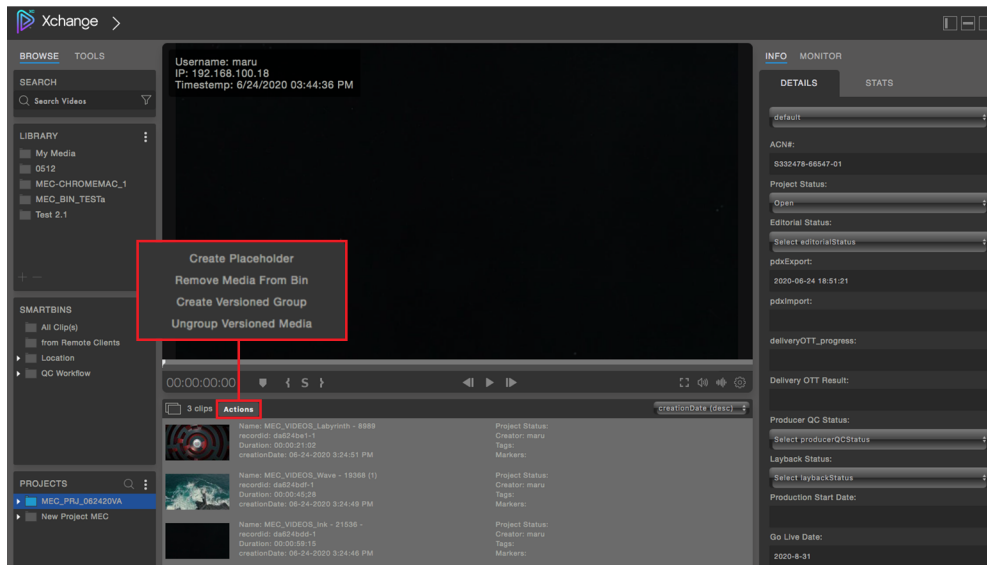 XC
Xchange >
BROWSE TOOLS
SEARCH
Search Videos
LIBRARY
My Media
0512
MEC-CHROMEMAC_1
MEC_BIN_TESTa
Test 2.1
SMARTBINS
All Clip(s)
from Remote Clients
Location
QC Workflow
PROJECTS
MEC_PRJ_062420VA
New Project MEC
Username: maru
IP: 192.168.100.18
Timestemp: 6/24/2020 03:44:36 PM
Create Placeholder
Remove Media From Bin
Create Versioned Group
Ungroup Versioned Media
00:00:00:00 { S }
3 clips Actions creationDate (desc)
Name: MEC_VIDEOS_Labyrinth - 8989
recordid: da624be1-1
Duration: 00:00:21:02
creationDate: 06-24-2020 3:24:51 PM
Project Status:
Creator: maru
Tags:
Markers:
Name: MEC_VIDEOS_Wave - 19368 (1)
recordid: da624bdf-1
Duration: 00:00:45;28
creationDate: 06-24-2020 3:24:49 PM
Project Status:
Creator: maru
Tags:
Markers:
Name: MEC_VIDEOS_Ink - 21536 -
recordid: da624bdd-1
Duration: 00:00:59:15
creationDate: 06-24-2020 3:24:46 PM
Project Status:
Creator: maru
Tags:
Markers:
INFO MONITOR
DETAILS STATS
default
ACN#:
S332478-66547-01
Project Status:
Open
Editorial Status:
Select editorialStatus
pdxExport:
2020-06-24 18:51:21
pdxImport:
deliveryOTT_progress:
Delivery OTT Result:
Producer QC Status:
Select producerQCStatus
Layback Status:
Select laybackStatus
Production Start Date:
Go Live Date:
2020-8-31